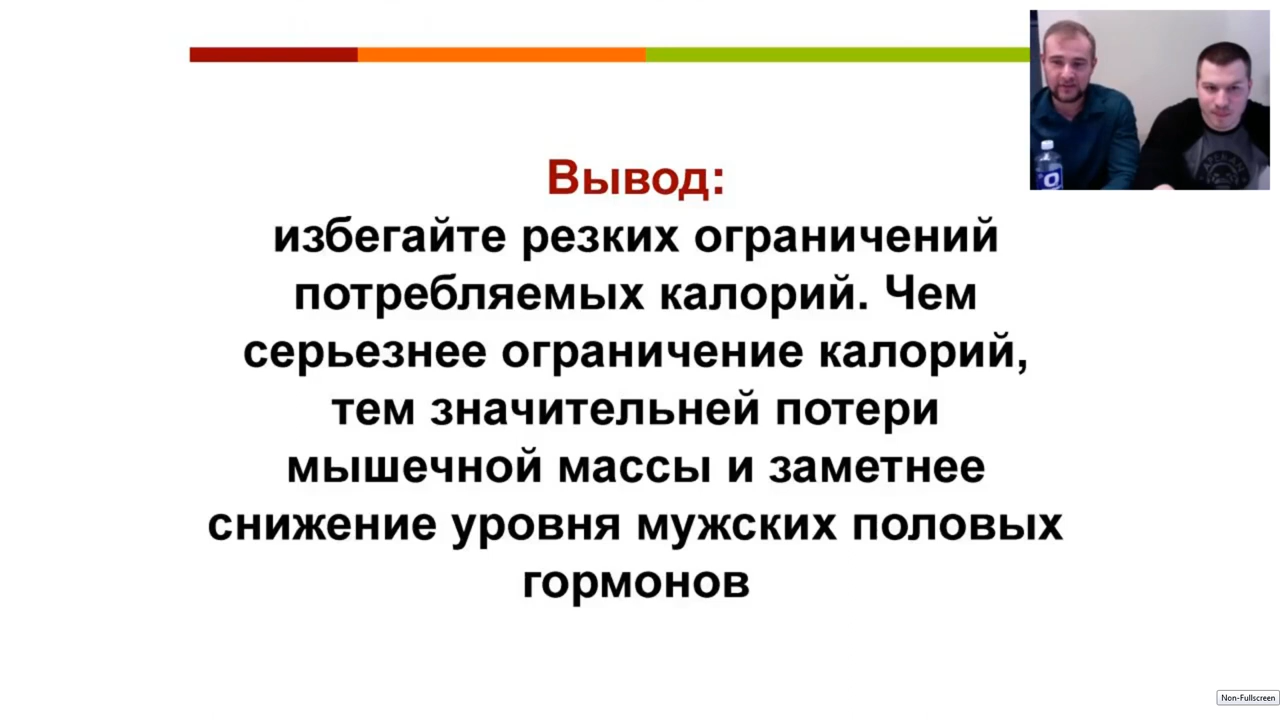 Вывод:
избегайте резких ограничений
потребляемых калорий. Чем
серьезнее ограничение калорий,
тем значительней потери
мышечной массы и заметнее
снижение уровня мужских половых
гормонов
Non-Fullscreen